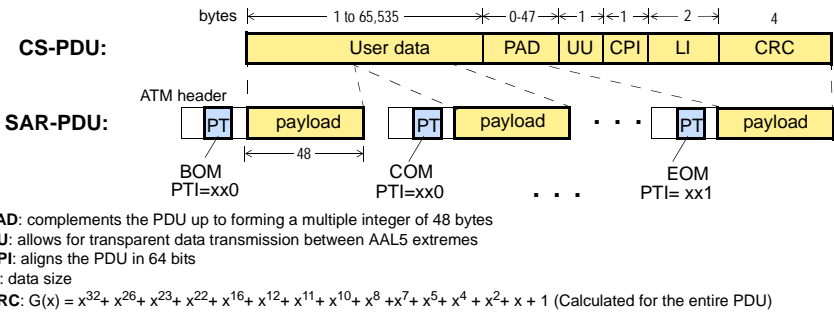 bytes 1 to 65,535 0-47 1 1 2 4
CS-PDU: User data PAD UU CPI LI CRC
ATM header
SAR-PDU: PT payload PT payload . . . PT payload
48
BOM COM EOM
PTI=xx0 PTI=xx0 . . . PTI= xx1
AD: complements the PDU up to forming a multiple integer of 48 bytes
U: allows for transparent data transmission between AAL5 extremes
PI: aligns the PDU in 64 bits
: data size
RC: G(x) = x32+ x26+ x23+ x22+ x16+ x12+ x11+ x10+ x8 +x7+ x5+ x4 + x2+ x + 1 (Calculated for the entire PDU)